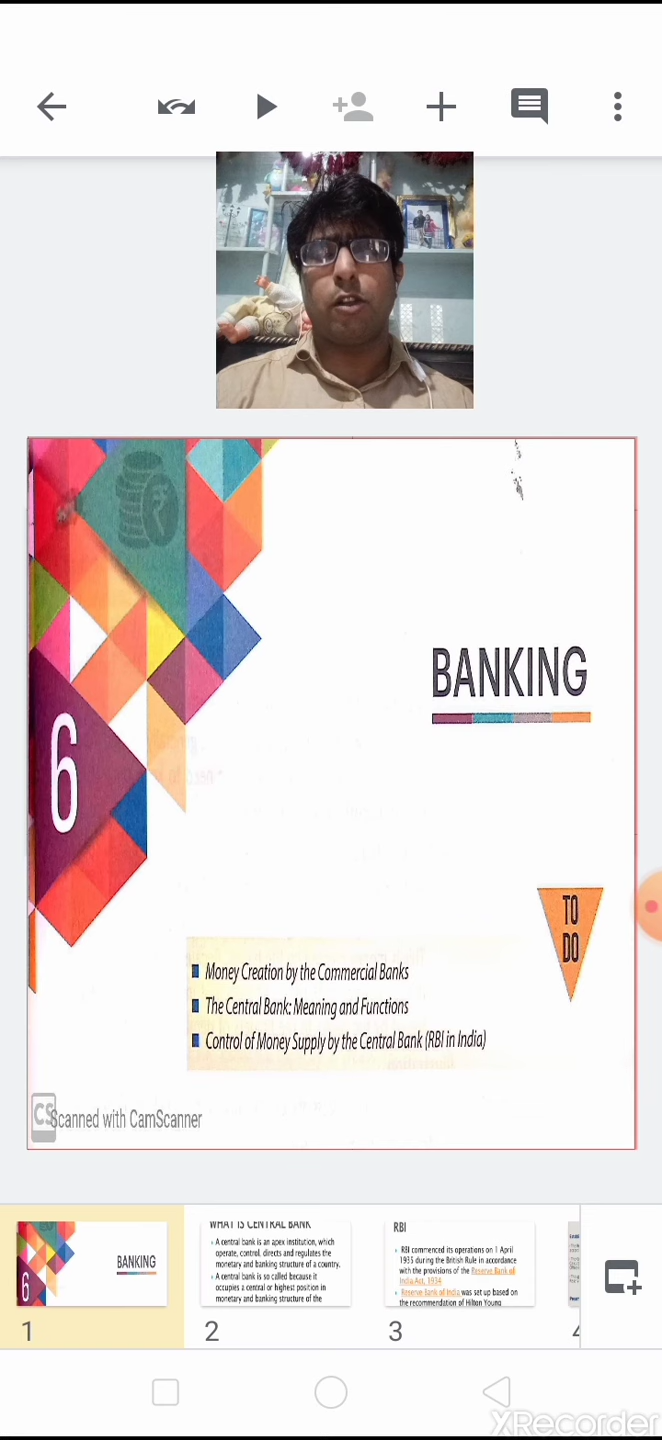 BANKING
6
TO
DO
Money Creation by the Commercial Banks
The Central Bank: Meaning and Functions
Control of Money Supply by the Central Bank (RBI in India)
CS
Scanned with CamScanner
BANKING
6
1
WHAT IS CENTRAL BANK
A central bank is an apex institution, which
operate, control, directs and regulates the
monetary and banking structure of a country.
A central bank is so called because it
occupies a central or highest position in
monetary and banking structure of the
2
RBI
RBI commenced its operations on 1 April
1935 during the British Rule in accordance
with the provisions of the Reserve Bank of
India Act, 1934
Reserve Bank of India was set up based on
the recommendation of Hilton Young
3
4
XRecorder